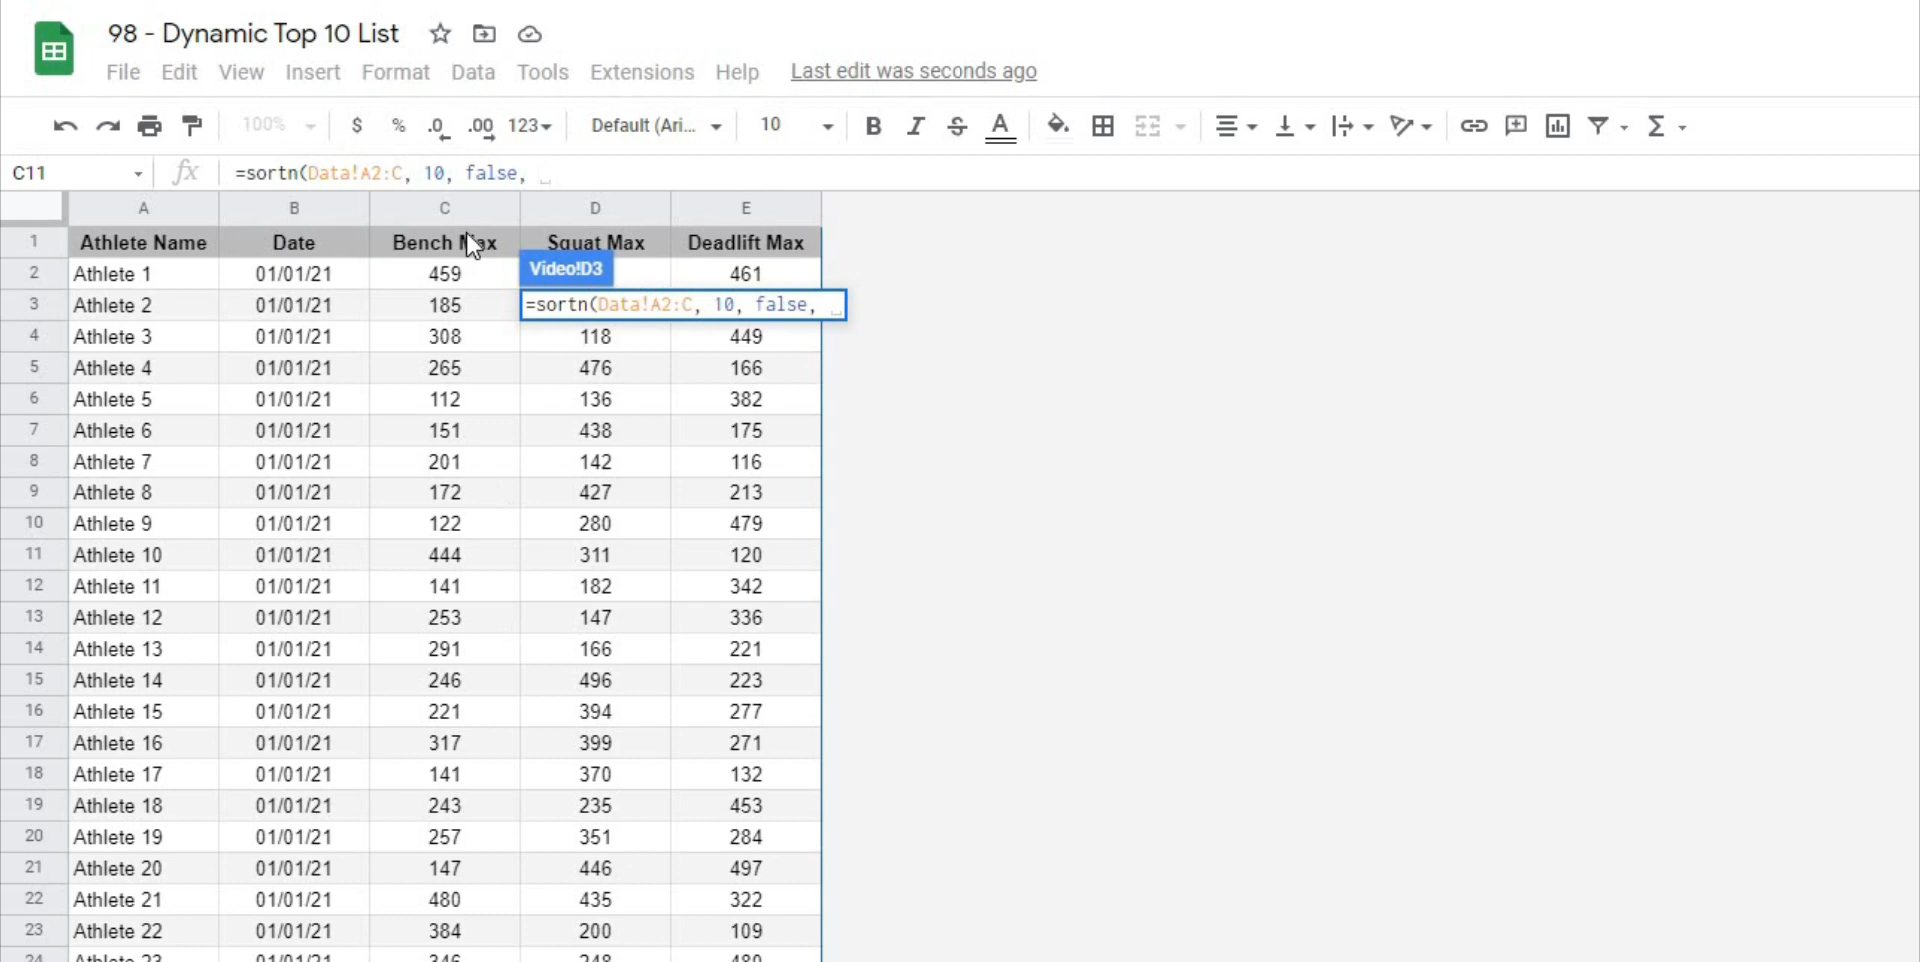 98 - Dynamic Top 10 List
File Edit View Insert Format Data Tools Extensions Help Last edit was seconds ago
100% $ % .0 .00 123 Default (Ari... 10 B I S A
C11 fx =sortn(Data!A2:C, 10, false,
A B C D E
1 Athlete Name Date Bench Max Squat Max Deadlift Max
Video!D3
2 Athlete 1 01/01/21 459 461
3 Athlete 2 01/01/21 185 =sortn(Data!A2:C, 10, false,
4 Athlete 3 01/01/21 308 118 449
5 Athlete 4 01/01/21 265 476 166
6 Athlete 5 01/01/21 112 136 382
7 Athlete 6 01/01/21 151 438 175
8 Athlete 7 01/01/21 201 142 116
9 Athlete 8 01/01/21 172 427 213
10 Athlete 9 01/01/21 122 280 479
11 Athlete 10 01/01/21 444 311 120
12 Athlete 11 01/01/21 141 182 342
13 Athlete 12 01/01/21 253 147 336
14 Athlete 13 01/01/21 291 166 221
15 Athlete 14 01/01/21 246 496 223
16 Athlete 15 01/01/21 221 394 277
17 Athlete 16 01/01/21 317 399 271
18 Athlete 17 01/01/21 141 370 132
19 Athlete 18 01/01/21 243 235 453
20 Athlete 19 01/01/21 257 351 284
21 Athlete 20 01/01/21 147 446 497
22 Athlete 21 01/01/21 480 435 322
23 Athlete 22 01/01/21 384 200 109
24 Athlete 23 01/01/21 346 248 480